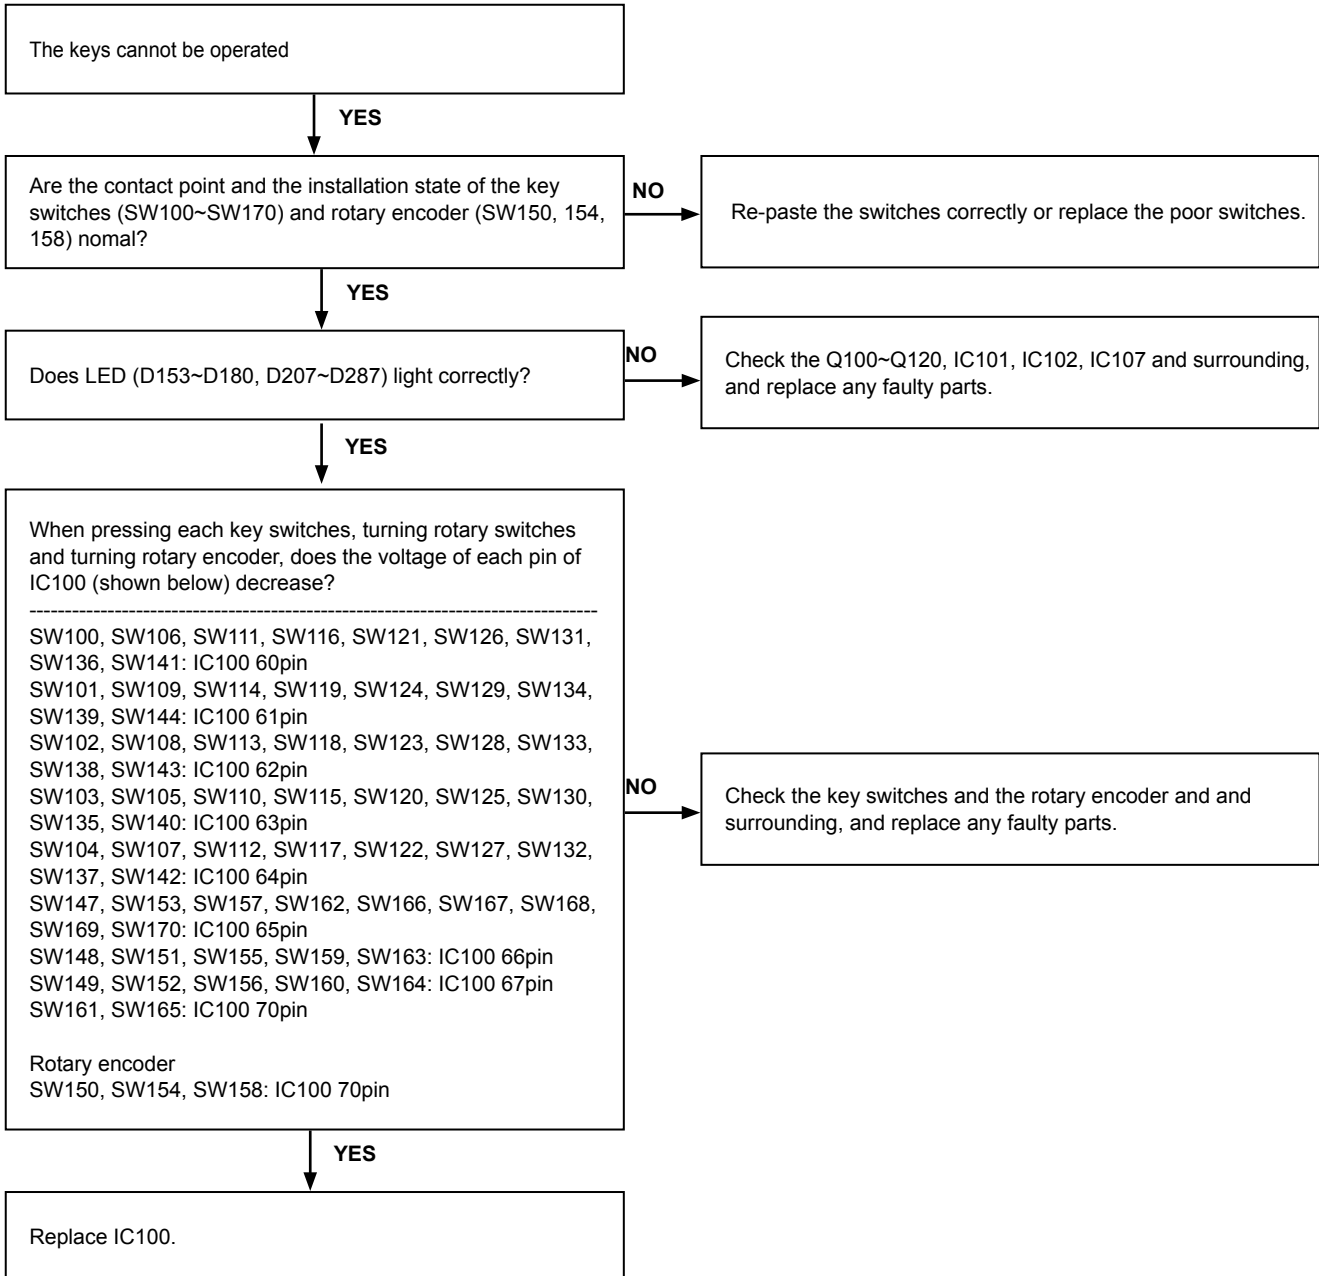 The keys cannot be operated
YES
Are the contact point and the installation state of the key
switches (SW100~SW170) and rotary encoder (SW150, 154,
158) nomal?
NO
Re-paste the switches correctly or replace the poor switches.
YES
Does LED (D153~D180, D207~D287) light correctly?
NO
Check the Q100~Q120, IC101, IC102, IC107 and surrounding,
and replace any faulty parts.
YES
When pressing each key switches, turning rotary switches
and turning rotary encoder, does the voltage of each pin of
IC100 (shown below) decrease?
--------------------------------------------------------------------------------
SW100, SW106, SW111, SW116, SW121, SW126, SW131,
SW136, SW141: IC100 60pin
SW101, SW109, SW114, SW119, SW124, SW129, SW134,
SW139, SW144: IC100 61pin
SW102, SW108, SW113, SW118, SW123, SW128, SW133,
SW138, SW143: IC100 62pin
SW103, SW105, SW110, SW115, SW120, SW125, SW130,
SW135, SW140: IC100 63pin
SW104, SW107, SW112, SW117, SW122, SW127, SW132,
SW137, SW142: IC100 64pin
SW147, SW153, SW157, SW162, SW166, SW167, SW168,
SW169, SW170: IC100 65pin
SW148, SW151, SW155, SW159, SW163: IC100 66pin
SW149, SW152, SW156, SW160, SW164: IC100 67pin
SW161, SW165: IC100 70pin
Rotary encoder
SW150, SW154, SW158: IC100 70pin
NO
Check the key switches and the rotary encoder and and
surrounding, and replace any faulty parts.
YES
Replace IC100.